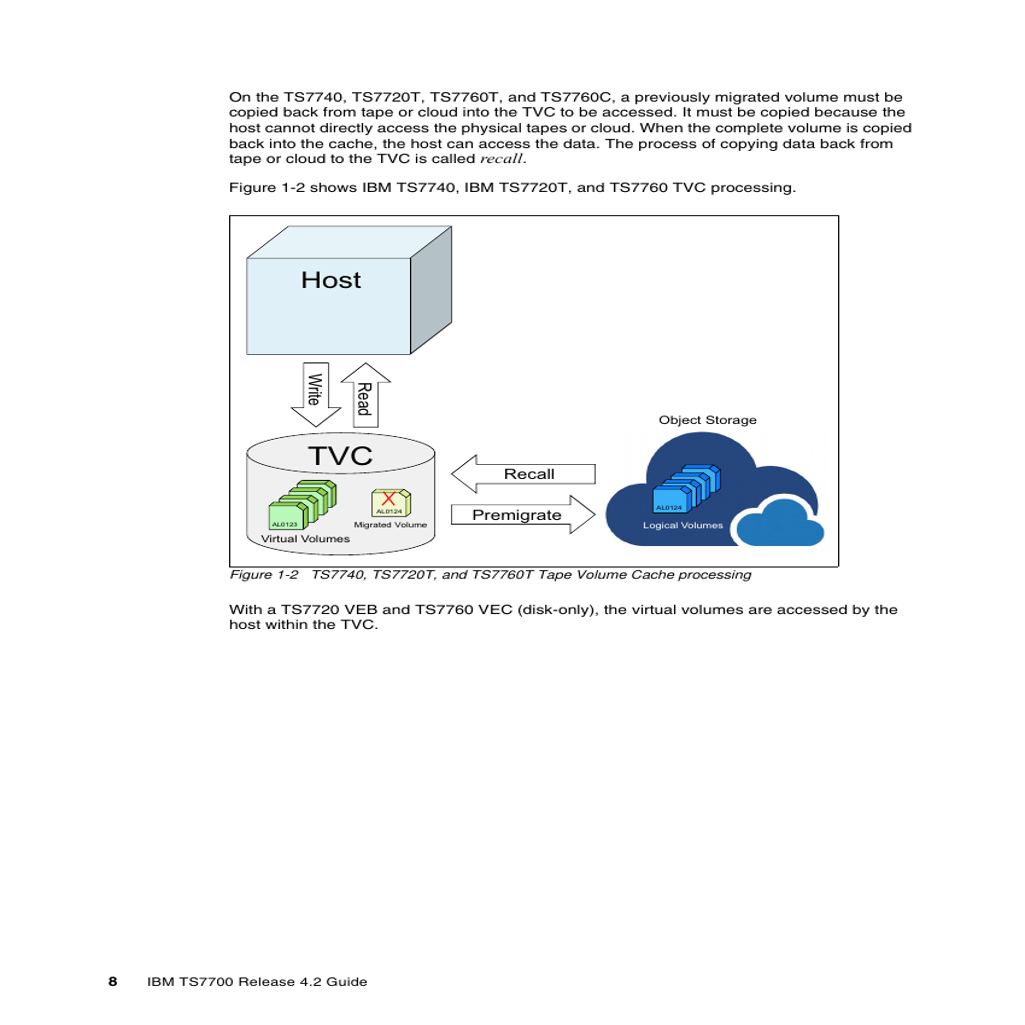 On the TS7740, TS7720T, TS7760T, and TS7760C, a previously migrated volume must be
copied back from tape or cloud into the TVC to be accessed. It must be copied because the
host cannot directly access the physical tapes or cloud. When the complete volume is copied
back into the cache, the host can access the data. The process of copying data back from
tape or cloud to the TVC is called recall.
Figure 1-2 shows IBM TS7740, IBM TS7720T, and TS7760 TVC processing.
Host
Write
Read
TVC
AL0123
Virtual Volumes
X
AL0124
Migrated Volume
Recall
Premigrate
Object Storage
AL0124
Logical Volumes
Figure 1-2 TS7740, TS7720T, and TS7760T Tape Volume Cache processing
With a TS7720 VEB and TS7760 VEC (disk-only), the virtual volumes are accessed by the
host within the TVC.
8 IBM TS7700 Release 4.2 Guide